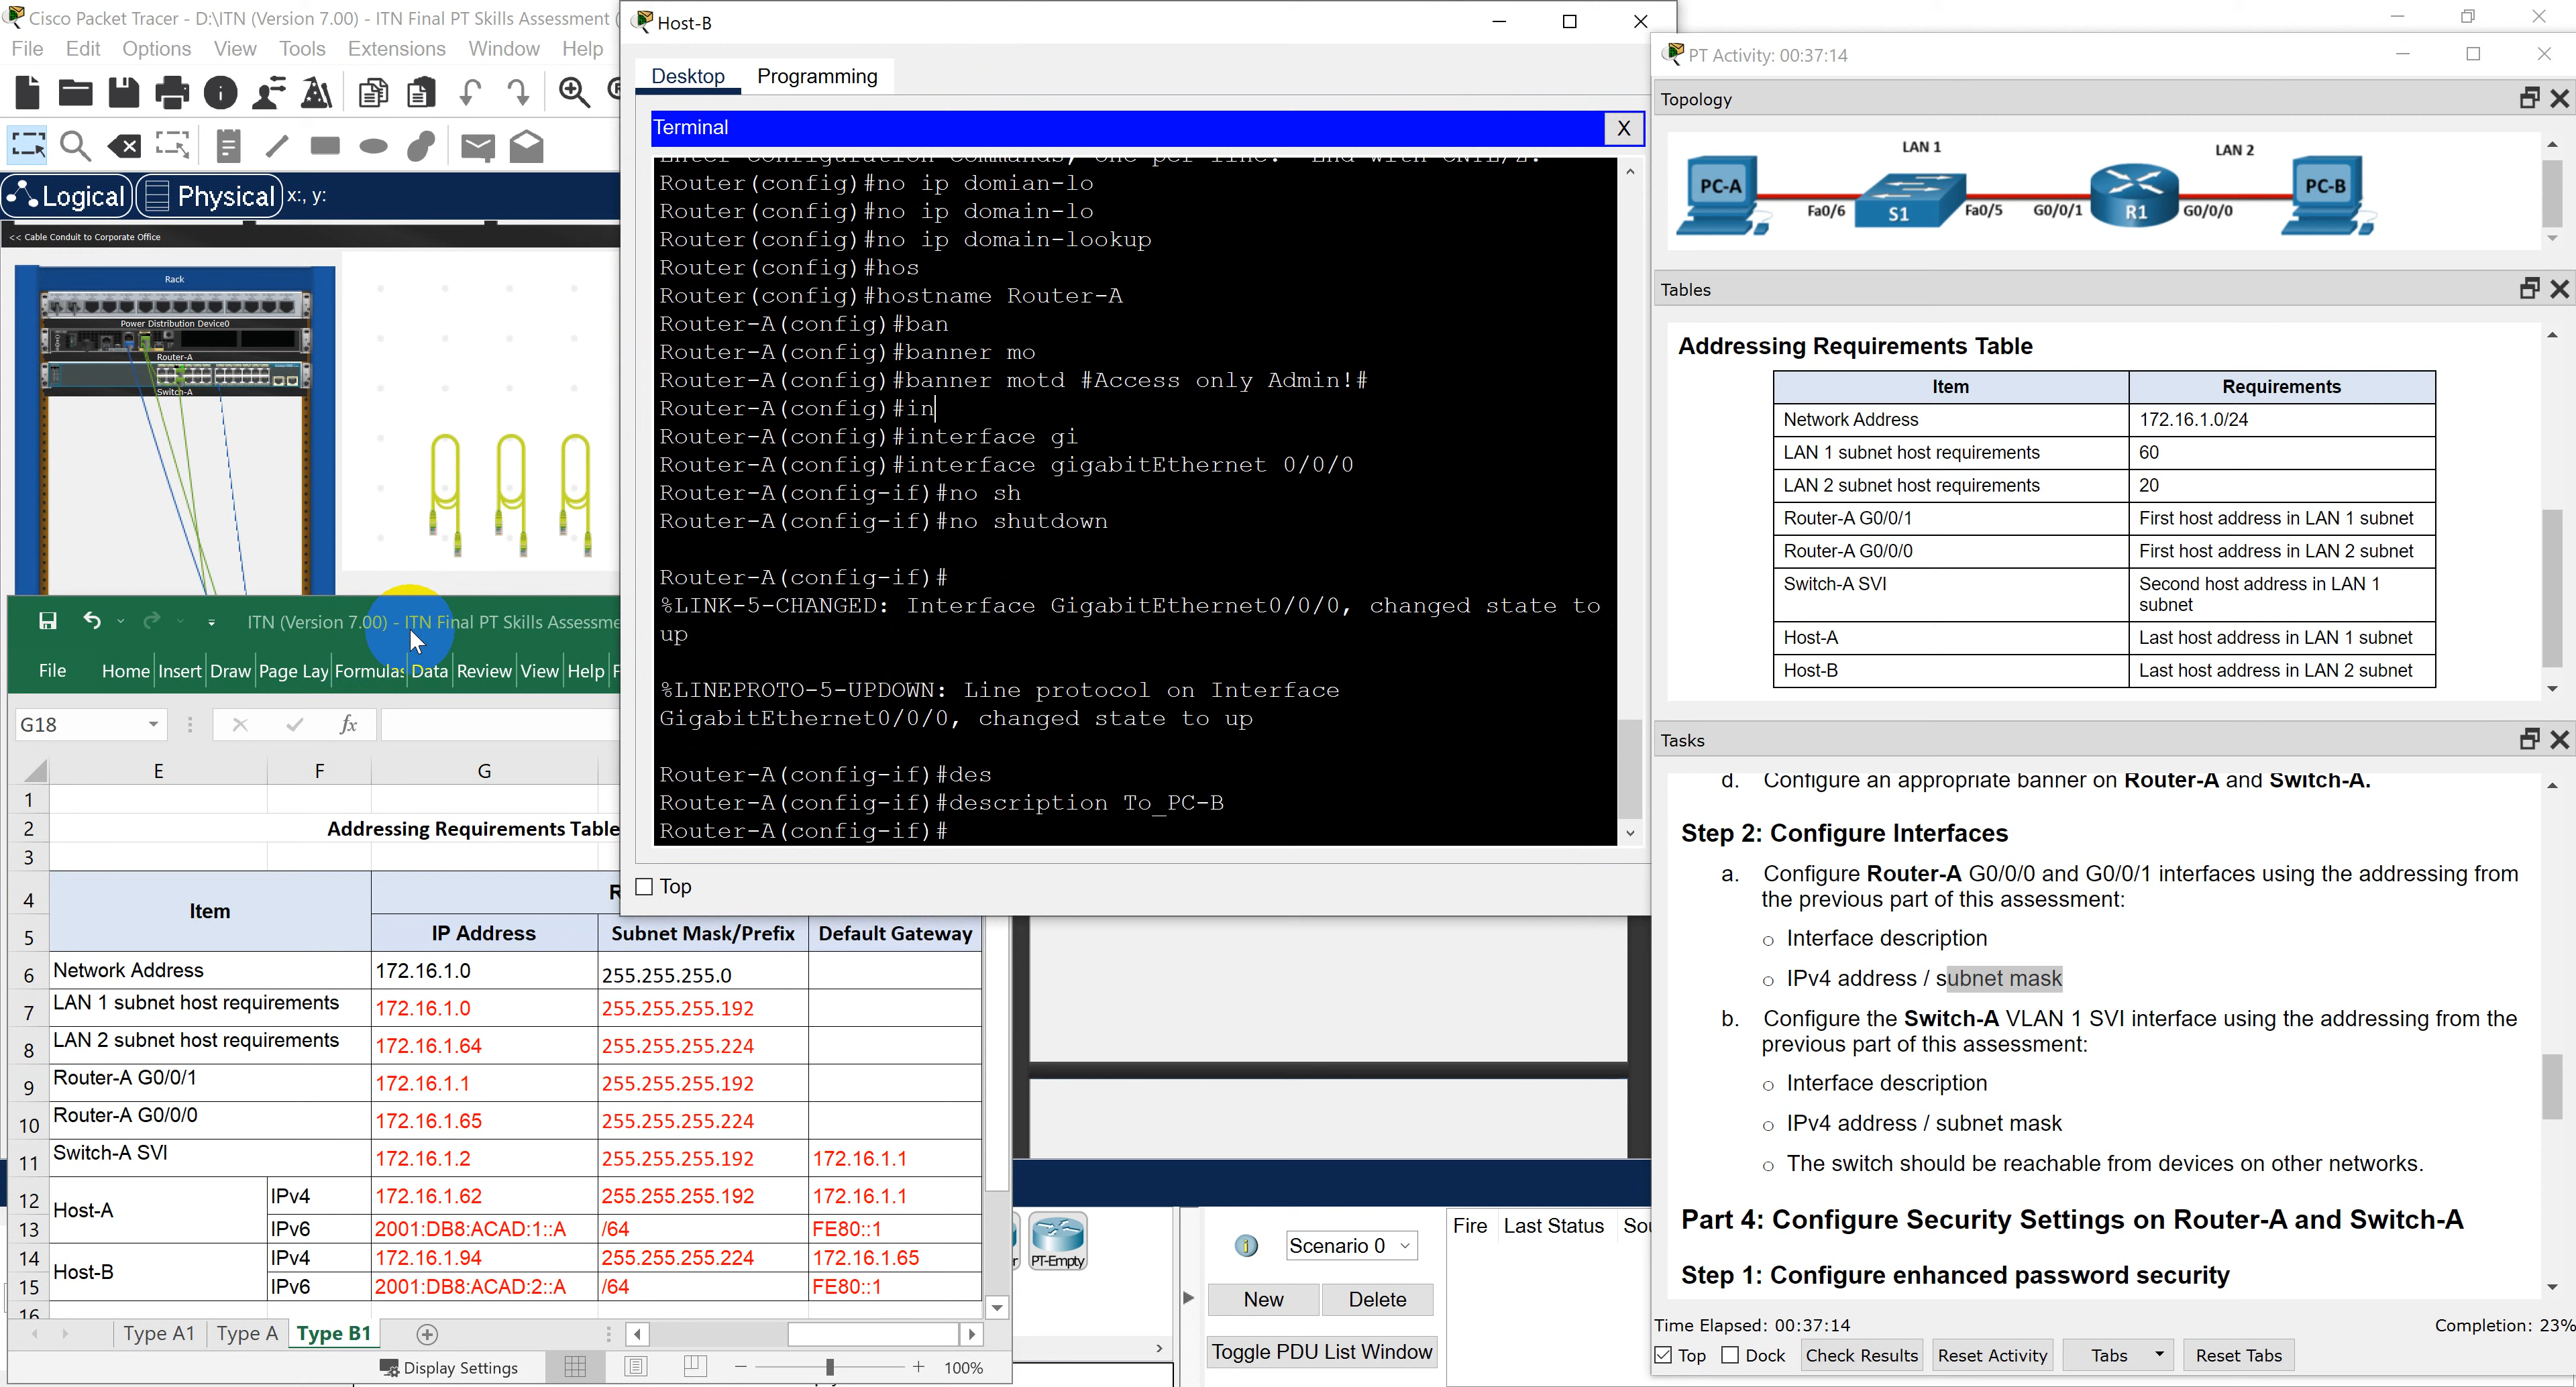 Cisco Packet Tracer - D:\ITN (Version 7.00) - ITN Final PT Skills Assessment
File Edit Options View Tools Extensions Window Help
Logical Physical x:, y:
<< Cable Conduit to Corporate Office
Rack
Power Distribution Device0
Router-A
Switch-A
Host-B
Desktop Programming
Terminal X
Enter configuration commands, one per line. End with CNTL/Z.
Router(config)#no ip domian-lo
Router(config)#no ip domain-lo
Router(config)#no ip domain-lookup
Router(config)#hos
Router(config)#hostname Router-A
Router-A(config)#ban
Router-A(config)#banner mo
Router-A(config)#banner motd #Access only Admin!#
Router-A(config)#in
Router-A(config)#interface gi
Router-A(config)#interface gigabitEthernet 0/0/0
Router-A(config-if)#no sh
Router-A(config-if)#no shutdown
Router-A(config-if)#
%LINK-5-CHANGED: Interface GigabitEthernet0/0/0, changed state to
up
%LINEPROTO-5-UPDOWN: Line protocol on Interface
GigabitEthernet0/0/0, changed state to up
Router-A(config-if)#des
Router-A(config-if)#description To_PC-B
Router-A(config-if)#
Top
ITN (Version 7.00) - ITN Final PT Skills Assessme
File Home Insert Draw Page Lay Formulas Data Review View Help F
G18 fx
E F G
1
2 Addressing Requirements Table
3
4 Item R
5 IP Address Subnet Mask/Prefix Default Gateway
6 Network Address 172.16.1.0 255.255.255.0
7 LAN 1 subnet host requirements 172.16.1.0 255.255.255.192
8 LAN 2 subnet host requirements 172.16.1.64 255.255.255.224
9 Router-A G0/0/1 172.16.1.1 255.255.255.192
10 Router-A G0/0/0 172.16.1.65 255.255.255.224
11 Switch-A SVI 172.16.1.2 255.255.255.192 172.16.1.1
12 Host-A IPv4 172.16.1.62 255.255.255.192 172.16.1.1
13 IPv6 2001:DB8:ACAD:1::A /64 FE80::1
14 Host-B IPv4 172.16.1.94 255.255.255.224 172.16.1.65
15 IPv6 2001:DB8:ACAD:2::A /64 FE80::1
16
Type A1 Type A Type B1
Display Settings 100%
PT-Empty
Scenario 0
New Delete
Toggle PDU List Window
Fire Last Status Sou
PT Activity: 00:37:14
Topology
LAN 1 LAN 2
PC-A Fa0/6 S1 Fa0/5 G0/0/1 R1 G0/0/0 PC-B
Tables
Addressing Requirements Table
Item Requirements
Network Address 172.16.1.0/24
LAN 1 subnet host requirements 60
LAN 2 subnet host requirements 20
Router-A G0/0/1 First host address in LAN 1 subnet
Router-A G0/0/0 First host address in LAN 2 subnet
Switch-A SVI Second host address in LAN 1
subnet
Host-A Last host address in LAN 1 subnet
Host-B Last host address in LAN 2 subnet
Tasks
d. Configure an appropriate banner on Router-A and Switch-A.
Step 2: Configure Interfaces
a. Configure Router-A G0/0/0 and G0/0/1 interfaces using the addressing from
the previous part of this assessment:
o Interface description
o IPv4 address / subnet mask
b. Configure the Switch-A VLAN 1 SVI interface using the addressing from the
previous part of this assessment:
o Interface description
o IPv4 address / subnet mask
o The switch should be reachable from devices on other networks.
Part 4: Configure Security Settings on Router-A and Switch-A
Step 1: Configure enhanced password security
Time Elapsed: 00:37:14 Completion: 23%
Top Dock Check Results Reset Activity Tabs Reset Tabs